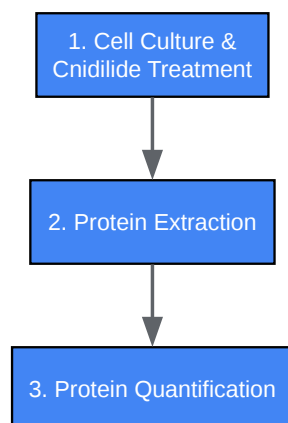 1. Cell Culture &
Cnidilide Treatment
2. Protein Extraction
3. Protein Quantification